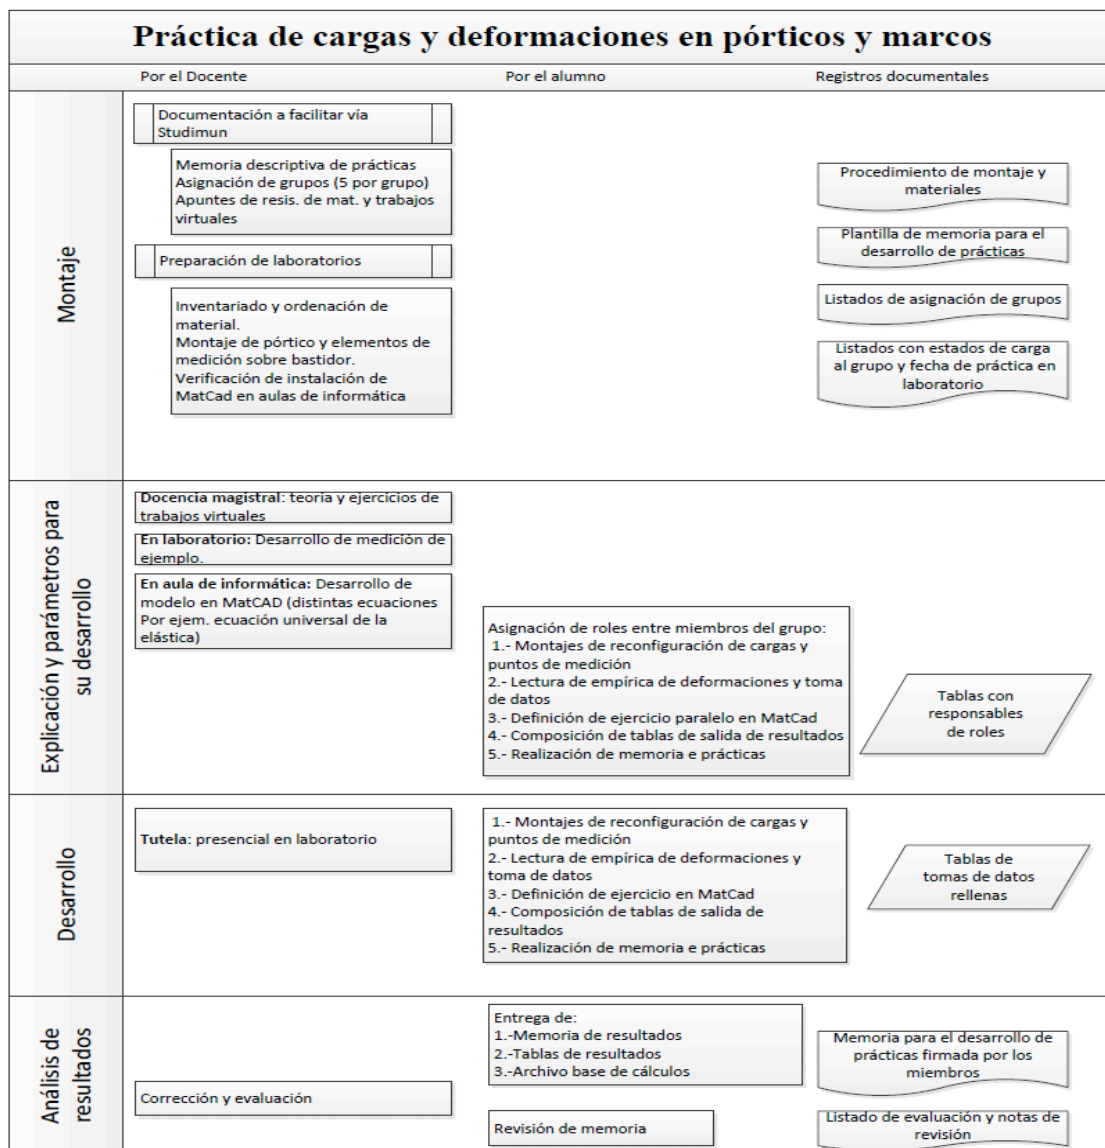 Práctica de cargas y deformaciones en pórticos y marcos
Por el Docente
Por el alumno
Registros documentales
Montaje
Documentación a facilitar vía
Studimun
Memoria descriptiva de prácticas
Asignación de grupos (5 por grupo)
Apuntes de resis. de mat. y trabajos
virtuales
Preparación de laboratorios
Inventariado y ordenación de
material.
Montaje de pórtico y elementos de
medición sobre bastidor.
Verificación de instalación de
MatCad en aulas de informática
Procedimiento de montaje y
materiales
Plantilla de memoria para el
desarrollo de prácticas
Listados de asignación de grupos
Listados con estados de carga
al grupo y fecha de práctica en
laboratorio
Explicación y parámetros para
su desarrollo
Docencia magistral: teoría y ejercicios de
trabajos virtuales
En laboratorio: Desarrollo de medición de
ejemplo.
En aula de informática: Desarrollo de
modelo en MatCAD (distintas ecuaciones
Por ejem. ecuación universal de la
elástica)
Asignación de roles entre miembros del grupo:
1.- Montajes de reconfiguración de cargas y
puntos de medición
2.- Lectura de empírica de deformaciones y toma
de datos
3.- Definición de ejercicio paralelo en MatCad
4.- Composición de tablas de salida de resultados
5.- Realización de memoria e prácticas
Tablas con
responsables
de roles
Desarrollo
Tutela: presencial en laboratorio
1.- Montajes de reconfiguración de cargas y
puntos de medición
2.- Lectura de empírica de deformaciones y
toma de datos
3.- Definición de ejercicio en MatCad
4.- Composición de tablas de salida de
resultados
5.- Realización de memoria e prácticas
Tablas de
tomas de datos
rellenas
Análisis de
resultados
Corrección y evaluación
Entrega de:
1.-Memoria de resultados
2.-Tablas de resultados
3.-Archivo base de cálculos
Revisión de memoria
Memoria para el desarrollo de
prácticas firmada por los
miembros
Listado de evaluación y notas de
revisión